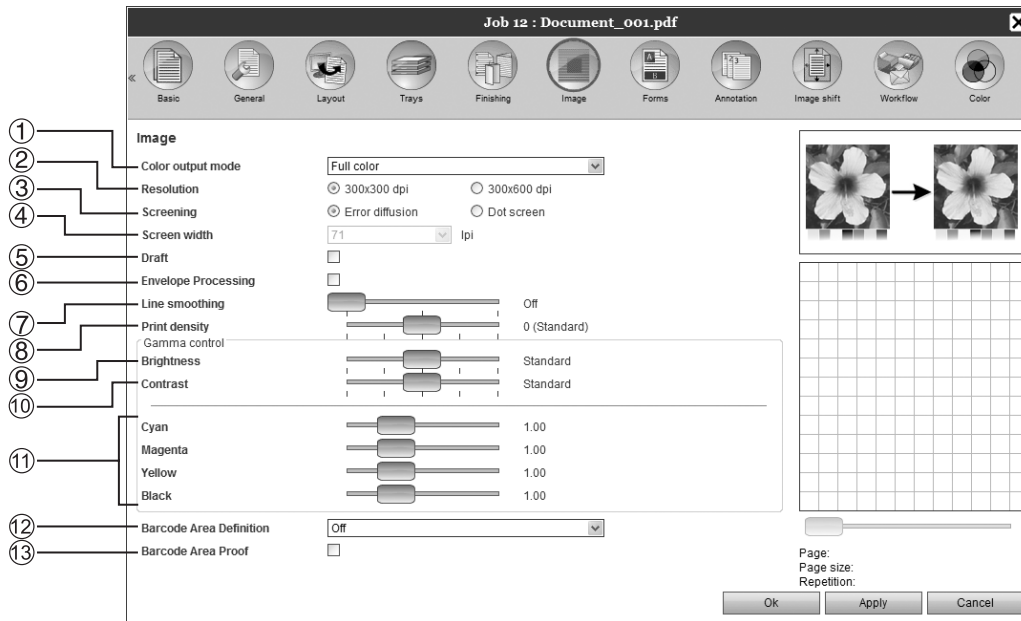 Job 12 : Document_001.pdf
«
Basic
General
Layout
Trays
Finishing
Image
Forms
Annotation
Image shift
Workflow
Color
Image
① Color output mode Full color
② Resolution 300x300 dpi 300x600 dpi
③ Screening Error diffusion Dot screen
④ Screen width 71 lpi
⑤ Draft
⑥ Envelope Processing
⑦ Line smoothing Off
⑧ Print density 0 (Standard)
Gamma control
⑨ Brightness Standard
⑩ Contrast Standard
⑪
Cyan 1.00
Magenta 1.00
Yellow 1.00
Black 1.00
⑫ Barcode Area Definition Off
⑬ Barcode Area Proof
A
B
1 2 3
Page:
Page size:
Repetition:
Ok
Apply
Cancel